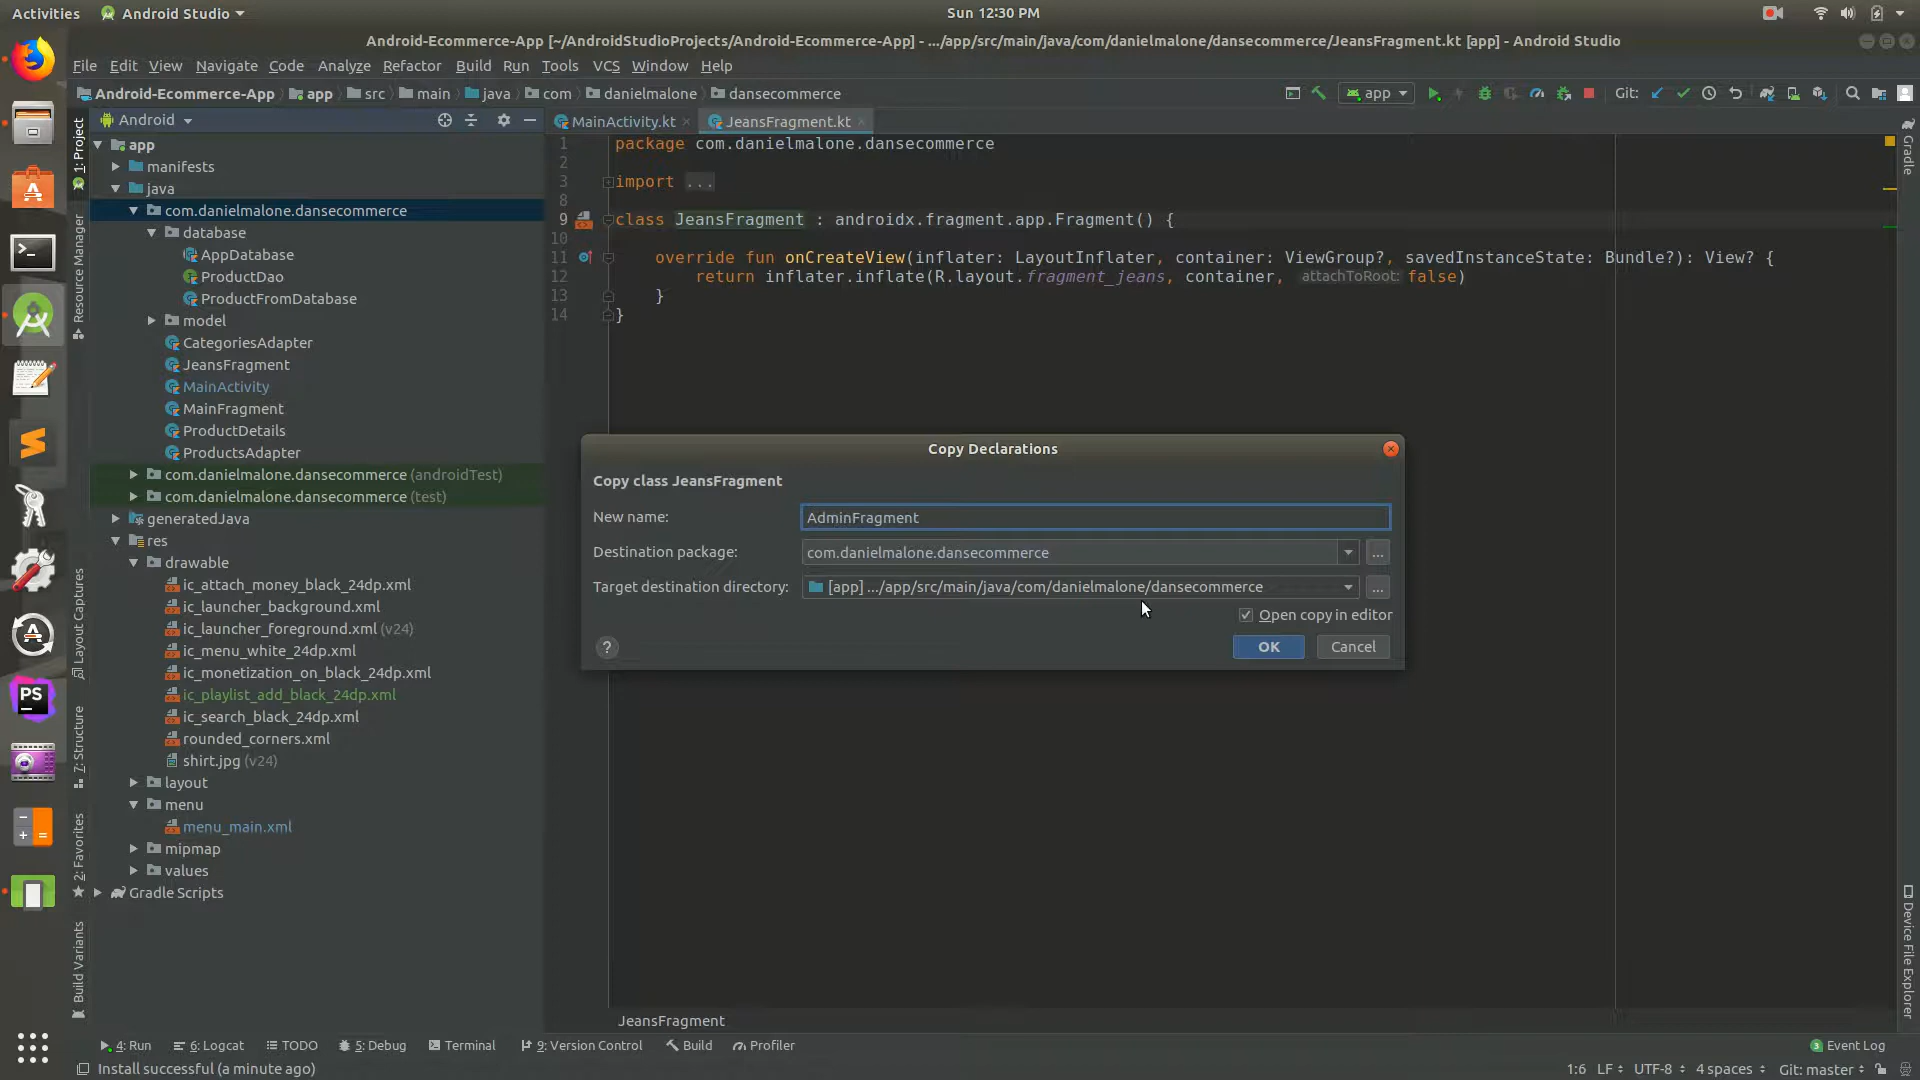 Activities Android Studio Sun 12:30 PM
Android-Ecommerce-App [~/AndroidStudioProjects/Android-Ecommerce-App] - .../app/src/main/java/com/danielmalone/dansecommerce/JeansFragment.kt [app] - Android Studio
File Edit View Navigate Code Analyze Refactor Build Run Tools VCS Window Help
Android-Ecommerce-App app src main java com danielmalone dansecommerce app Git:
Android MainActivity.kt JeansFragment.kt
1: Project
Resource Manager
Layout Captures
7: Structure
2: Favorites
Build Variants
app
manifests
java
com.danielmalone.dansecommerce
database
AppDatabase
ProductDao
ProductFromDatabase
model
CategoriesAdapter
JeansFragment
MainActivity
MainFragment
ProductDetails
ProductsAdapter
com.danielmalone.dansecommerce (androidTest)
com.danielmalone.dansecommerce (test)
generatedJava
res
drawable
ic_attach_money_black_24dp.xml
ic_launcher_background.xml
ic_launcher_foreground.xml (v24)
ic_menu_white_24dp.xml
ic_monetization_on_black_24dp.xml
ic_playlist_add_black_24dp.xml
ic_search_black_24dp.xml
rounded_corners.xml
shirt.jpg (v24)
layout
menu
menu_main.xml
mipmap
values
Gradle Scripts
1 package com.danielmalone.dansecommerce
2
3 import ...
8
9 class JeansFragment : androidx.fragment.app.Fragment() {
10
11 override fun onCreateView(inflater: LayoutInflater, container: ViewGroup?, savedInstanceState: Bundle?): View? {
12 return inflater.inflate(R.layout.fragment_jeans, container, attachToRoot: false)
13 }
14 }
Copy Declarations
Copy class JeansFragment
New name: AdminFragment
Destination package: com.danielmalone.dansecommerce ...
Target destination directory: [app] .../app/src/main/java/com/danielmalone/dansecommerce ...
Open copy in editor
? OK Cancel
JeansFragment
Gradle
Device File Explorer
PS
4: Run 6: Logcat TODO 5: Debug Terminal 9: Version Control Build Profiler 3 Event Log
Install successful (a minute ago) 1:6 LF UTF-8 4 spaces Git: master